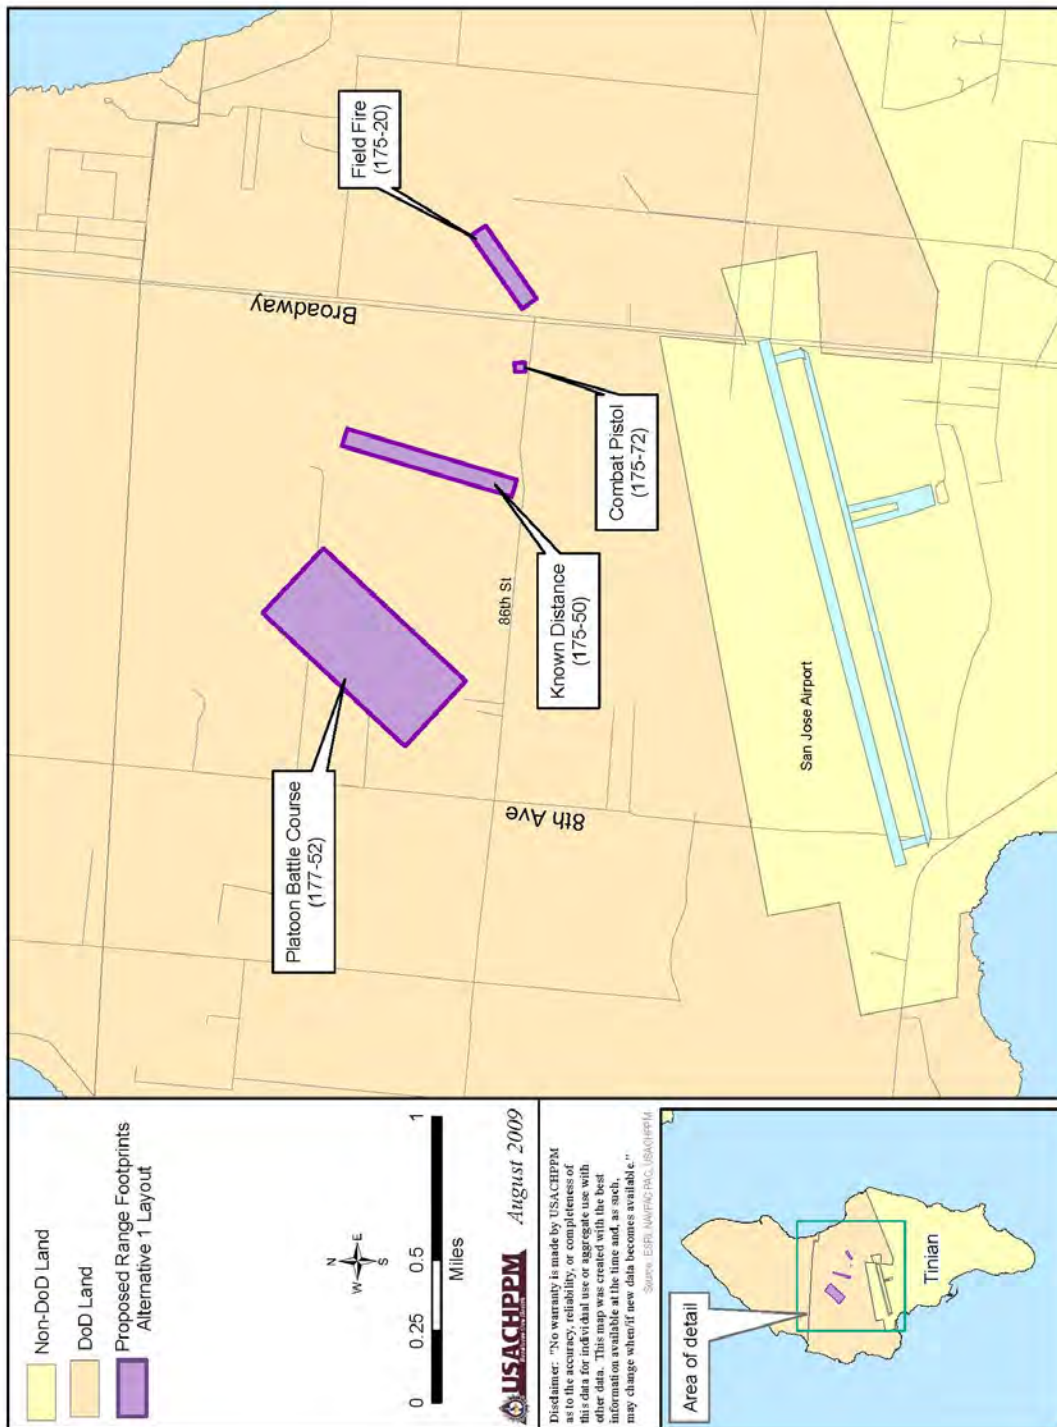 Field Fire
(175-20)
Broadway
Combat Pistol
(175-72)
Known Distance
(175-50)
86th St
Platoon Battle Course
(177-52)
8th Ave
San Jose Airport
Non-DoD Land
DoD Land
Proposed Range Footprints
Alternative 1 Layout
N
W E
S
0 0.25 0.5 1
Miles
USACHPPM
August 2009
Disclaimer: "No warranty is made by USACHPPM
as to the accuracy, reliability, or completeness of
this data for individual use or aggregate use with
other data. This map was created with the best
information available at the time and, as such,
may change when/if new data becomes available."
Source: ESRI, NAVFAC PAC, USACHPPM
Area of detail
Tinian